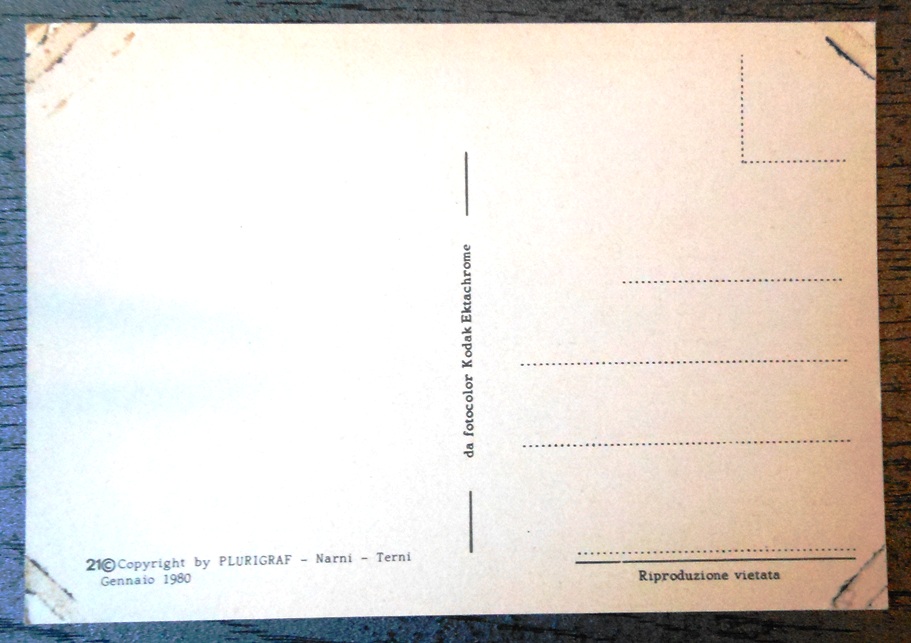 da fotocolor Kodak Ektachrome
21© Copyright by PLURIGRAF - Narni - Terni
Gennaio 1980
Riproduzione vietata